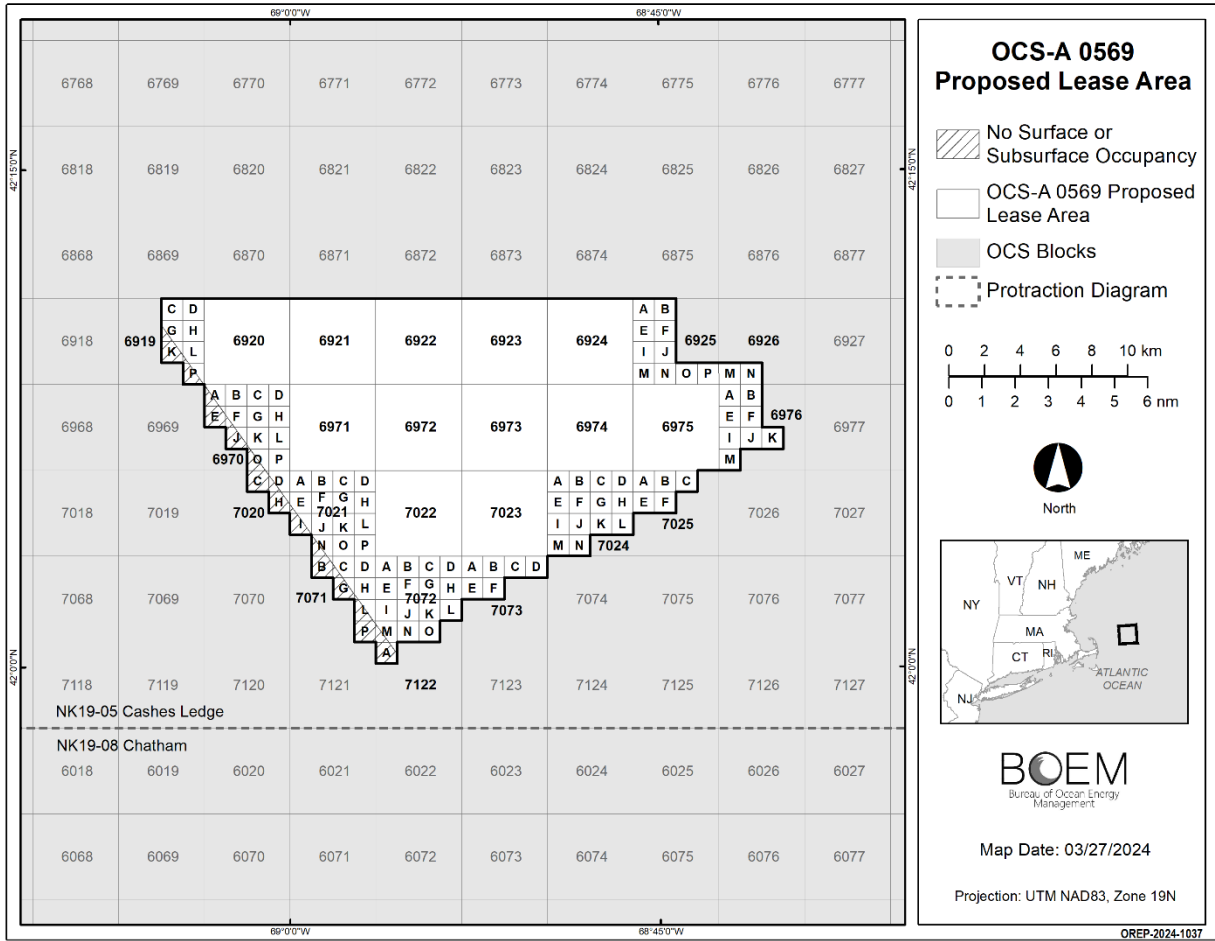 69°0'0"W 68°45'0"W
6768 6769 6770 6771 6772 6773 6774 6775 6776 6777
42°15'0"N 42°15'0"N
6818 6819 6820 6821 6822 6823 6824 6825 6826 6827
6868 6869 6870 6871 6872 6873 6874 6875 6876 6877
C D A B
G H E F
6918 6919 6920 6921 6922 6923 6924 6925 6926 6927
K L I J
P M N O P M N
A B C D A B
E F G H E F 6976
6968 6969 6971 6972 6973 6974 6975 6977
J K L I J K
6970 O P M
C D A B C D A B C D A B C
H E F G H E F G H E F
7018 7019 7020 7021 7022 7023 7025 7026 7027
I J K L I J K L
N O P M N 7024
B C D A B C D A B C D
G H E F G H E F
7068 7069 7070 7071 7072 7073 7074 7075 7076 7077
L I J K L
P M N O
A
42°0'0"N 42°0'0"N
7118 7119 7120 7121 7122 7123 7124 7125 7126 7127
NK19-05 Cashes Ledge
NK19-08 Chatham
6018 6019 6020 6021 6022 6023 6024 6025 6026 6027
6068 6069 6070 6071 6072 6073 6074 6075 6076 6077
69°0'0"W 68°45'0"W
OCS-A 0569
Proposed Lease Area
No Surface or
Subsurface Occupancy
OCS-A 0569 Proposed
Lease Area
OCS Blocks
Protraction Diagram
0 2 4 6 8 10 km
0 1 2 3 4 5 6 nm
North
ME
VT
NH
NY
MA
CT RI
ATLANTIC
OCEAN
NJ
BOEM
Bureau of Ocean Energy
Management
Map Date: 03/27/2024
Projection: UTM NAD83, Zone 19N
OREP-2024-1037